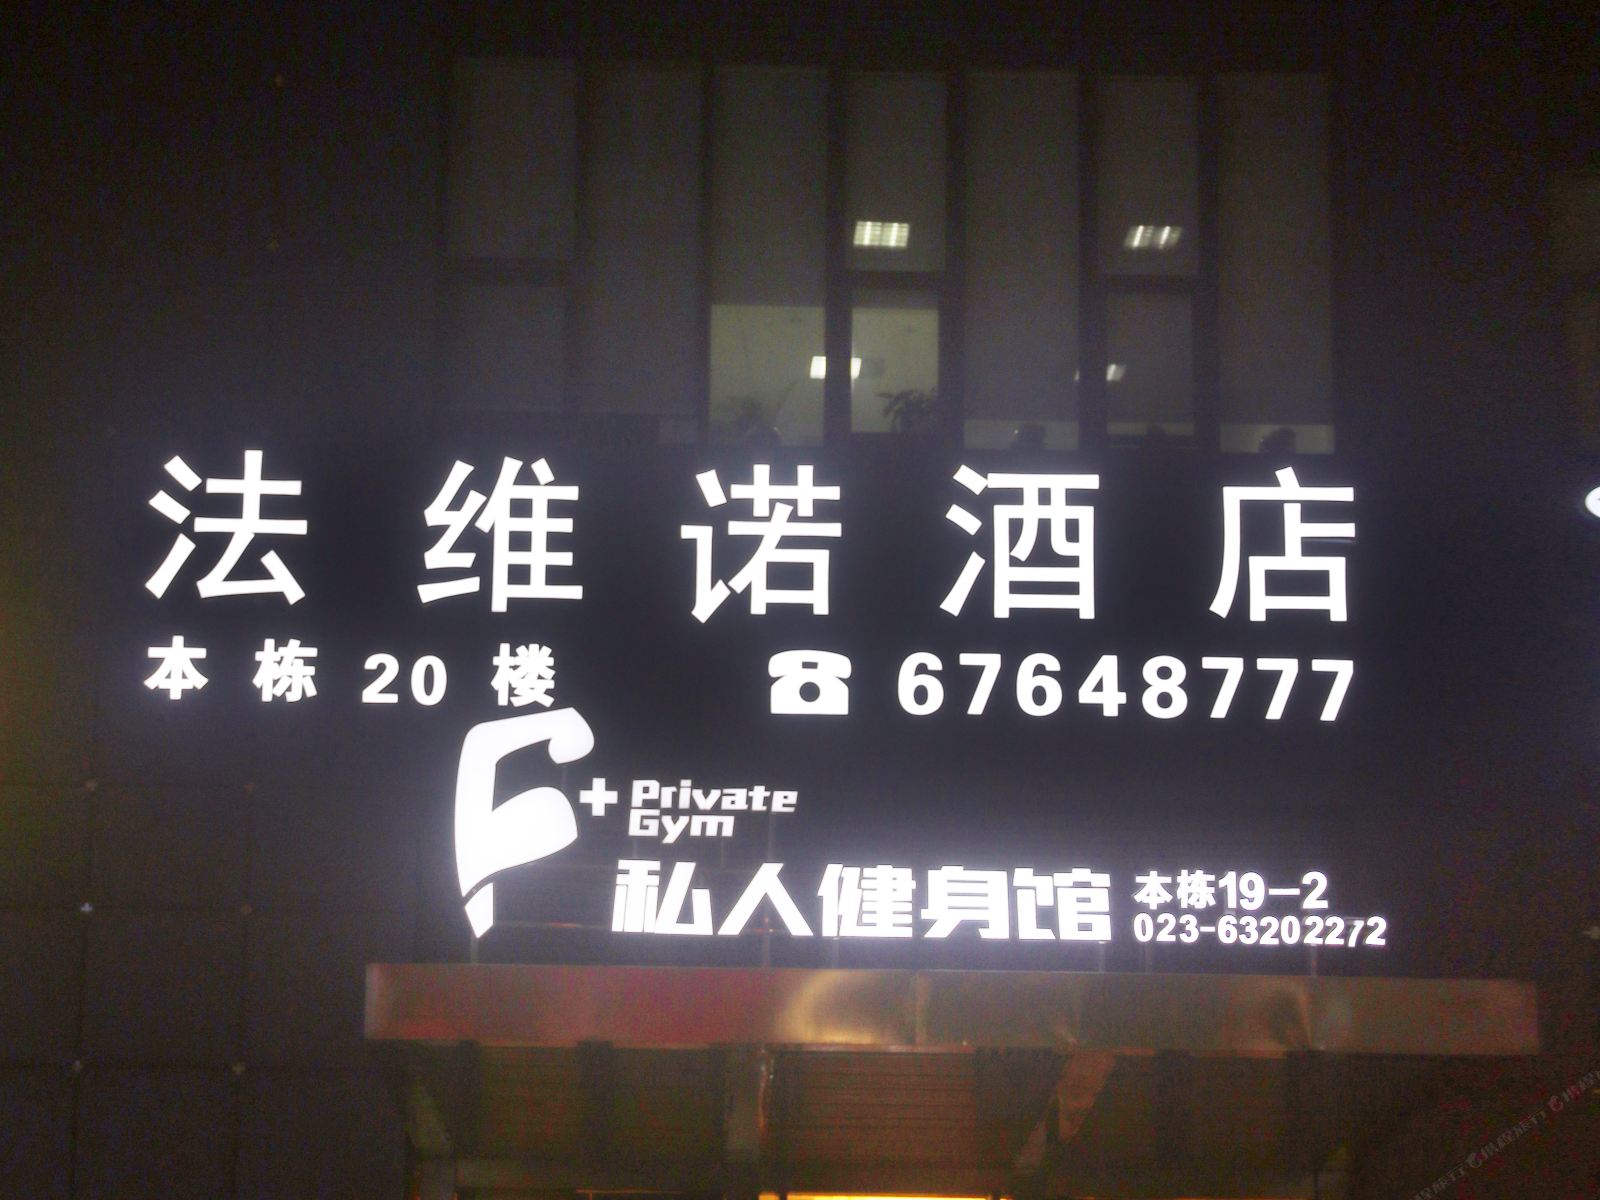 法维诺酒店
本栋20楼 ☎ 67648777
F+ Private
Gym
私人健身馆 本栋19-2
023-63202272